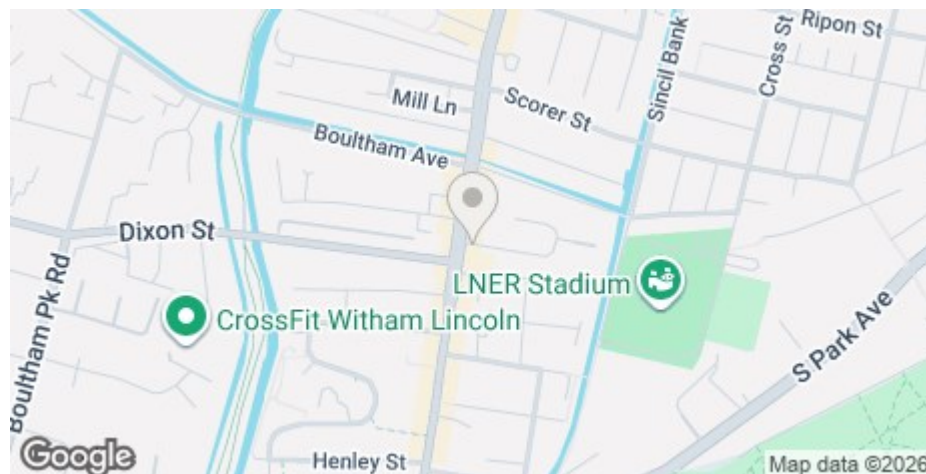 Ripon St
Cross St
Sincil Bank
Mill Ln
Scorer St
Boultham Ave
Dixon St
LNER Stadium
CrossFit Witham Lincoln
Boultham Pk Rd
S Park Ave
Henley St
Google
Map data ©2026